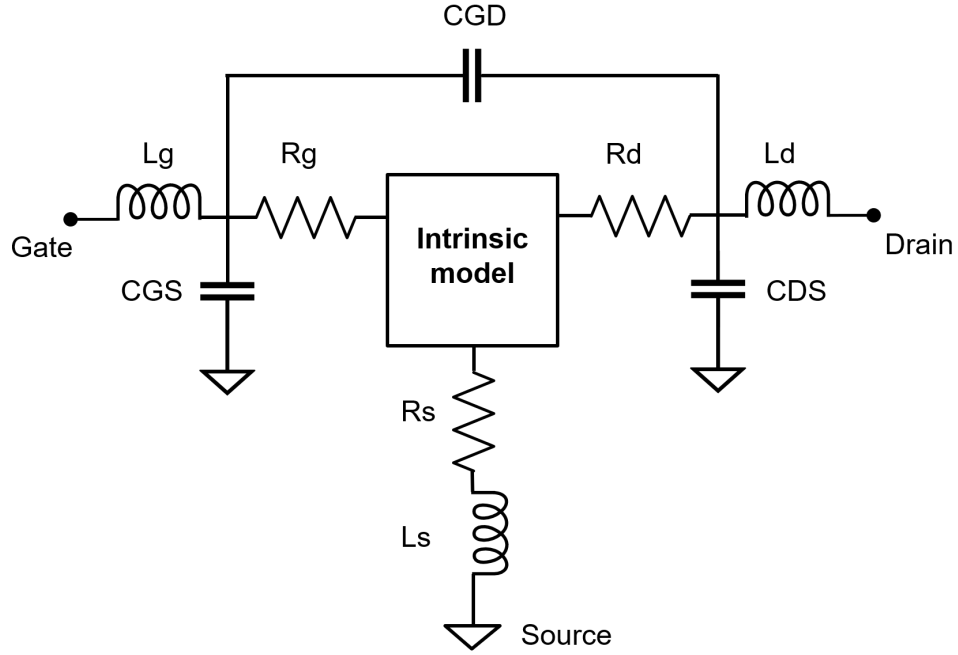 CGD
Lg
Rg
Rd
Ld
Gate
Intrinsic
model
Drain
CGS
CDS
Rs
Ls
Source